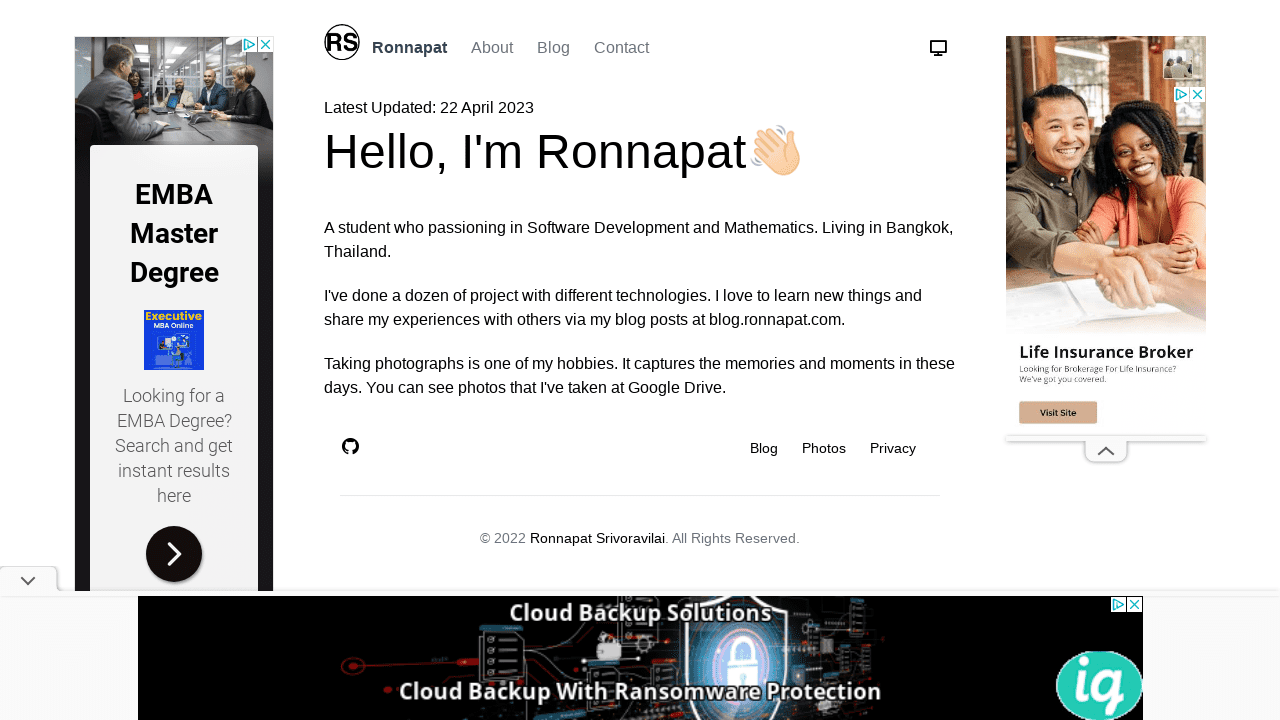 RS
Ronnapat
About
Blog
Contact
Latest Updated: 22 April 2023
Hello, I'm Ronnapat👋🏻
A student who passioning in Software Development and Mathematics. Living in Bangkok,
Thailand.
I've done a dozen of project with different technologies. I love to learn new things and
share my experiences with others via my blog posts at blog.ronnapat.com.
Taking photographs is one of my hobbies. It captures the memories and moments in these
days. You can see photos that I've taken at Google Drive.
Blog
Photos
Privacy
© 2022 Ronnapat Srivoravilai. All Rights Reserved.
EMBA
Master
Degree
Executive
MBA Online
Looking for a
EMBA Degree?
Search and get
instant results
here
Life Insurance Broker
Looking for Brokerage For Life Insurance?
We've got you covered.
Visit Site
Cloud Backup Solutions
Cloud Backup With Ransomware Protection
iq